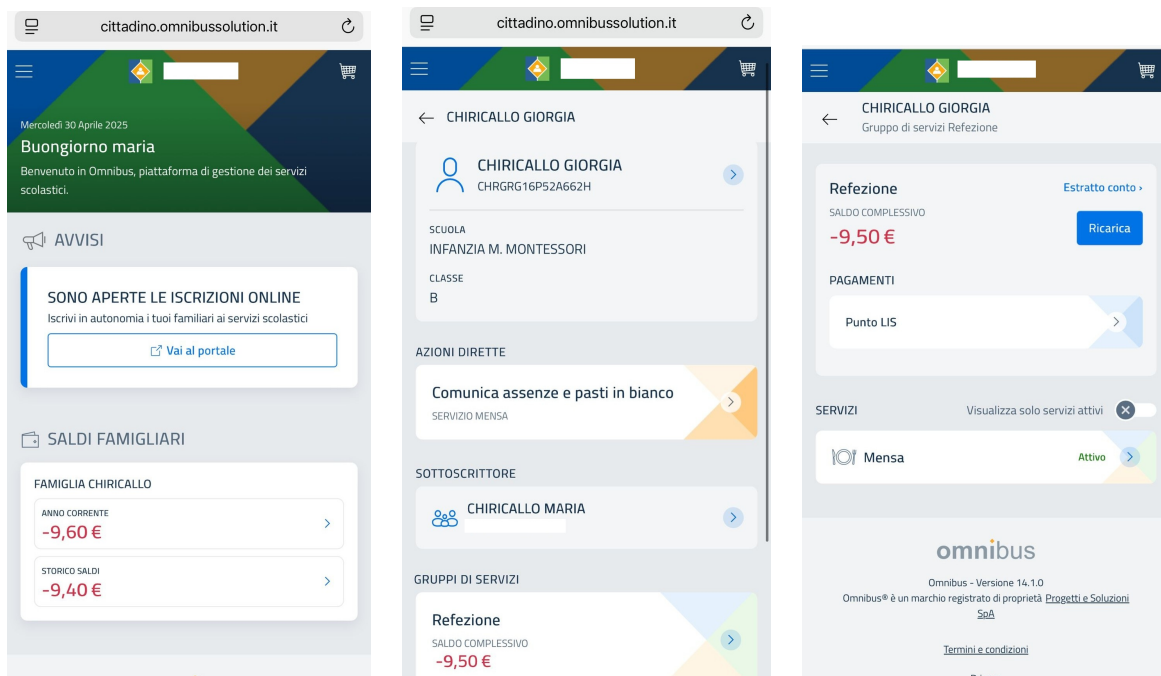 cittadino.omnibussolution.it
Mercoledì 30 Aprile 2025
Buongiorno maria
Benvenuto in Omnibus, piattaforma di gestione dei servizi
scolastici.
AVVISI
SONO APERTE LE ISCRIZIONI ONLINE
Iscrivi in autonomia i tuoi familiari ai servizi scolastici
Vai al portale
SALDI FAMIGLIARI
FAMIGLIA CHIRICALLO
ANNO CORRENTE
-9,60 €
STORICO SALDI
-9,40 €
cittadino.omnibussolution.it
CHIRICALLO GIORGIA
CHIRICALLO GIORGIA
CHRGRG16P52A662H
SCUOLA
INFANZIA M. MONTESSORI
CLASSE
B
AZIONI DIRETTE
Comunica assenze e pasti in bianco
SERVIZIO MENSA
SOTTOSCRITTORE
CHIRICALLO MARIA
GRUPPI DI SERVIZI
Refezione
SALDO COMPLESSIVO
-9,50 €
CHIRICALLO GIORGIA
Gruppo di servizi Refezione
Refezione Estratto conto ›
SALDO COMPLESSIVO
-9,50 € Ricarica
PAGAMENTI
Punto LIS
SERVIZI Visualizza solo servizi attivi
Mensa Attivo
omnibus
Omnibus - Versione 14.1.0
Omnibus® è un marchio registrato di proprietà Progetti e Soluzioni
SpA
Termini e condizioni